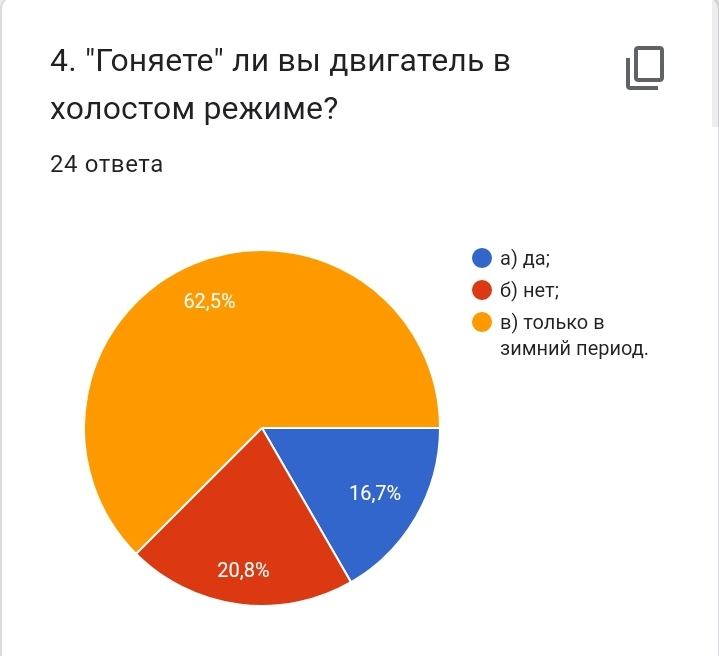 4. "Гоняете" ли вы двигатель в
холостом режиме?
24 ответа
а) да;
б) нет;
в) только в
зимний период.
62,5%
16,7%
20,8%